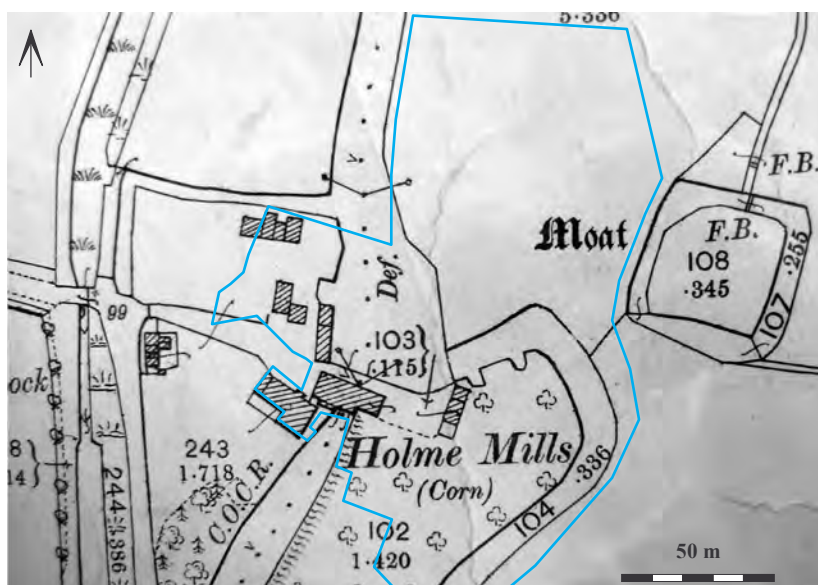 5·336
F.B.
Moat
F.B.
108
·345
107
·255
Def.
99
·103
(·115
ock
243
1·718
Holme Mills
(Corn)
·336
104
8
14
244
·386
C.O.C.R.
102
1·420
50 m